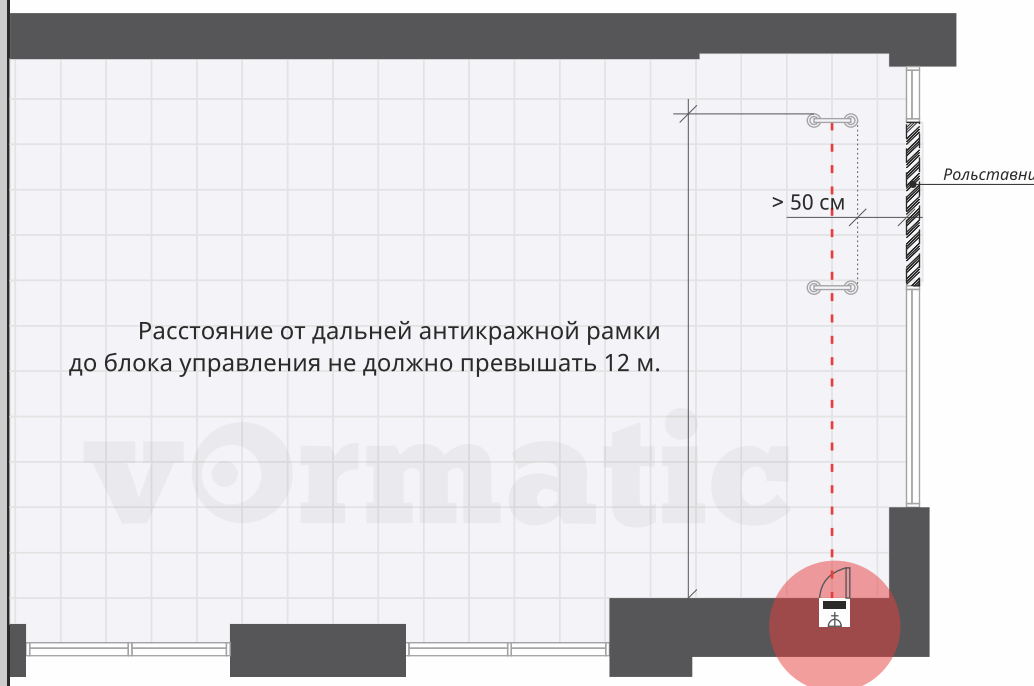 Рольставни
> 50 см
Расстояние от дальней антикражной рамки
до блока управления не должно превышать 12 м.
vormatic